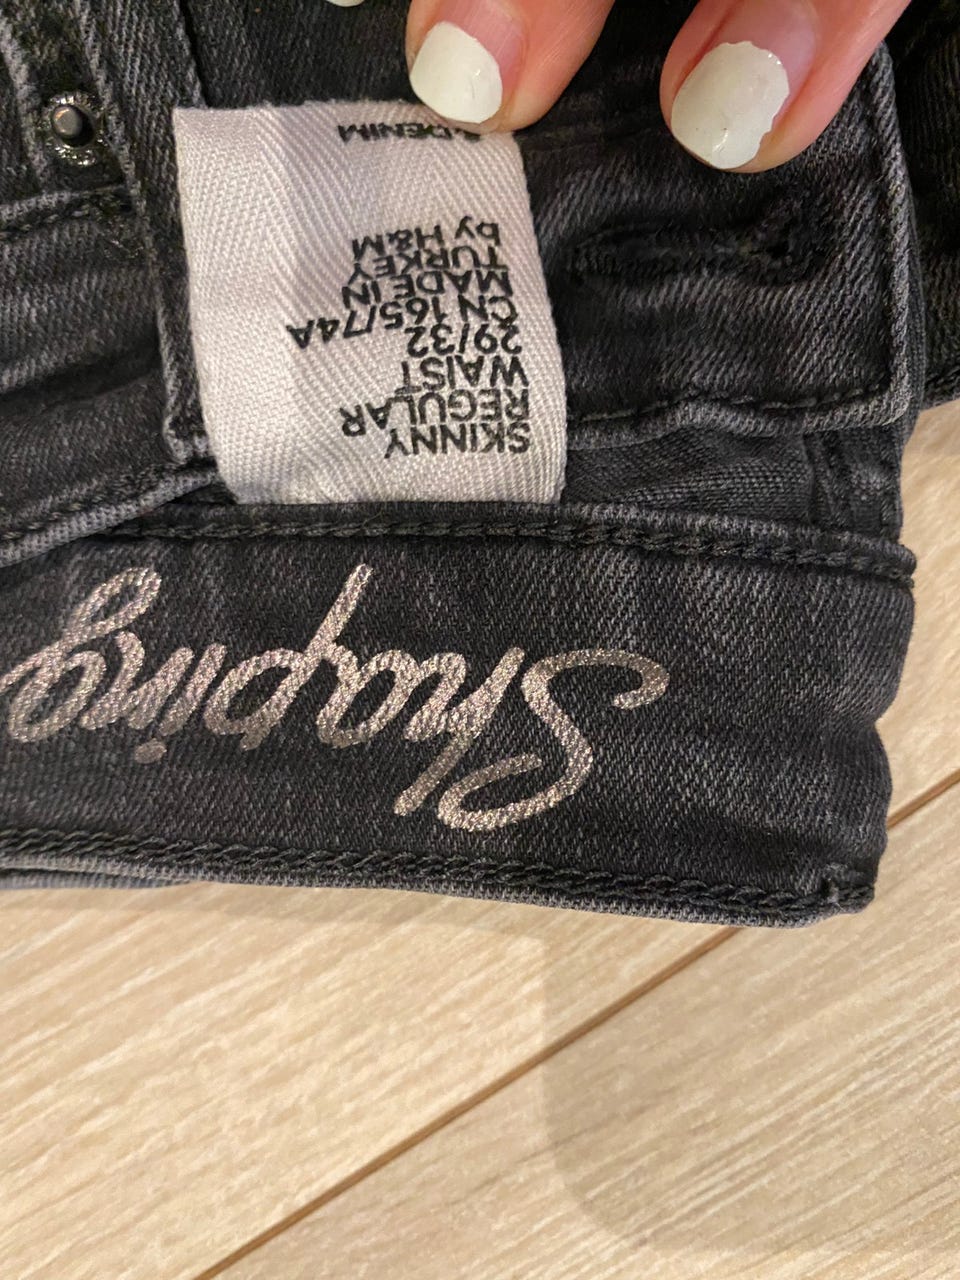 SKINNY
REGULAR
WAIST
29/32
CN 165/74A
MADE IN
TURKEY
by H&M
&DENIM
Shaping